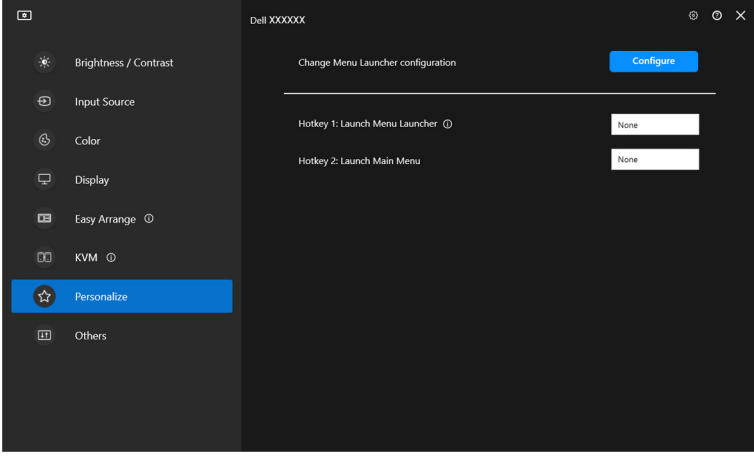 Dell XXXXXX
Brightness / Contrast
Input Source
Color
Display
Easy Arrange
KVM
Personalize
Others
Change Menu Launcher configuration
Configure
Hotkey 1: Launch Menu Launcher
None
Hotkey 2: Launch Main Menu
None